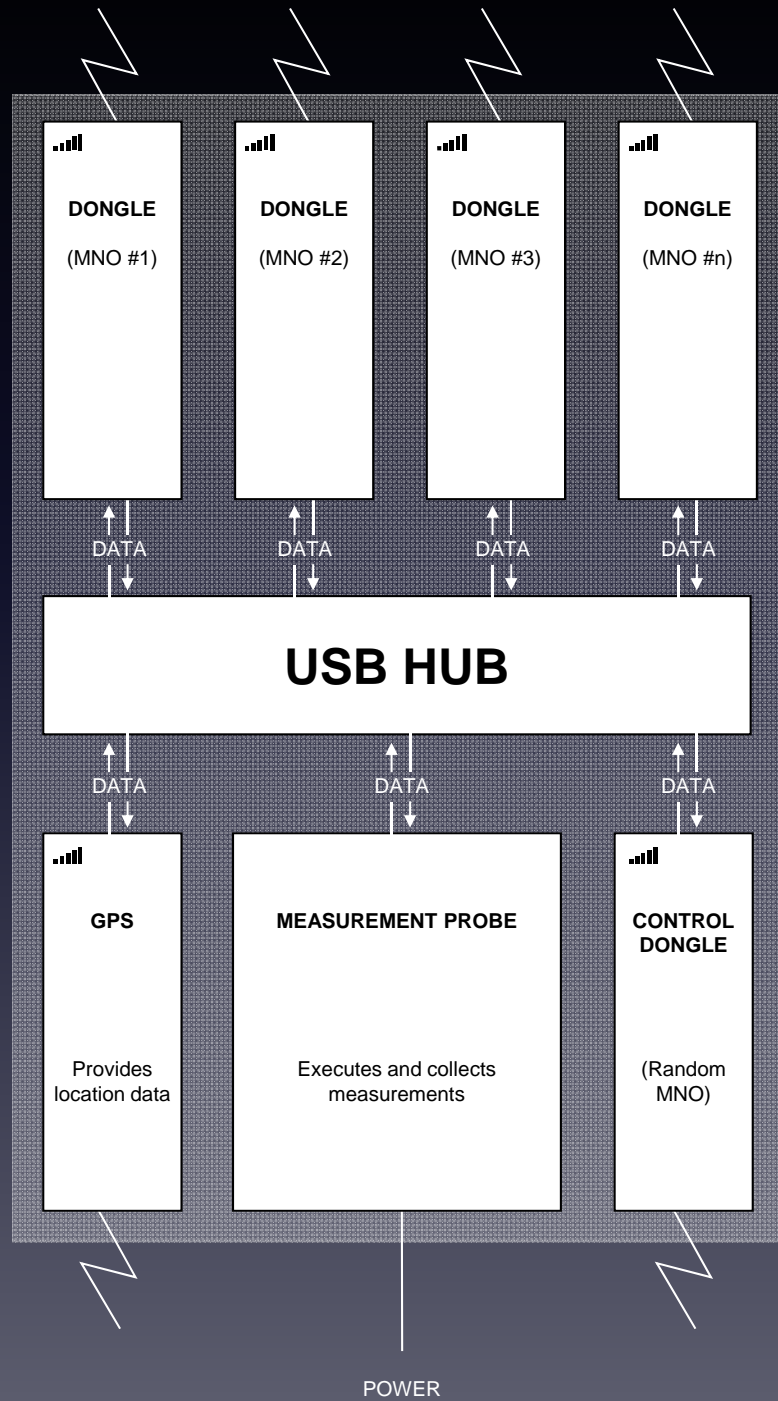 DONGLE
(MNO #1)
DONGLE
(MNO #2)
DONGLE
(MNO #3)
DONGLE
(MNO #n)
DATA
DATA
DATA
DATA
USB HUB
DATA
DATA
DATA
GPS
Provides
location data
MEASUREMENT PROBE
Executes and collects
measurements
CONTROL
DONGLE
(Random
MNO)
POWER